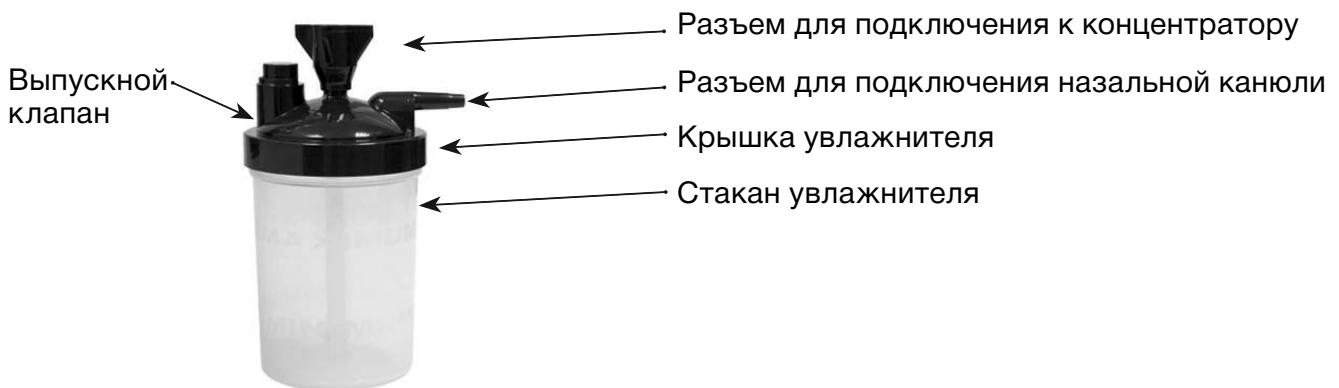 Разъем для подключения к концентратору
Выпускной
клапан
Разъем для подключения назальной канюли
Крышка увлажнителя
Стакан увлажнителя